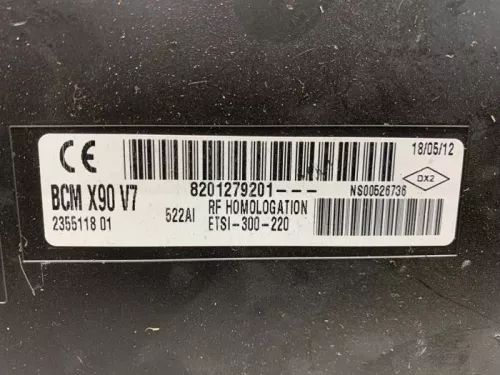 CE
18/05/12
DX2
BCM X90 V7
8201279201---
NS00526736
2355118 01
522AI
RF HOMOLOGATION
ETSI-300-220